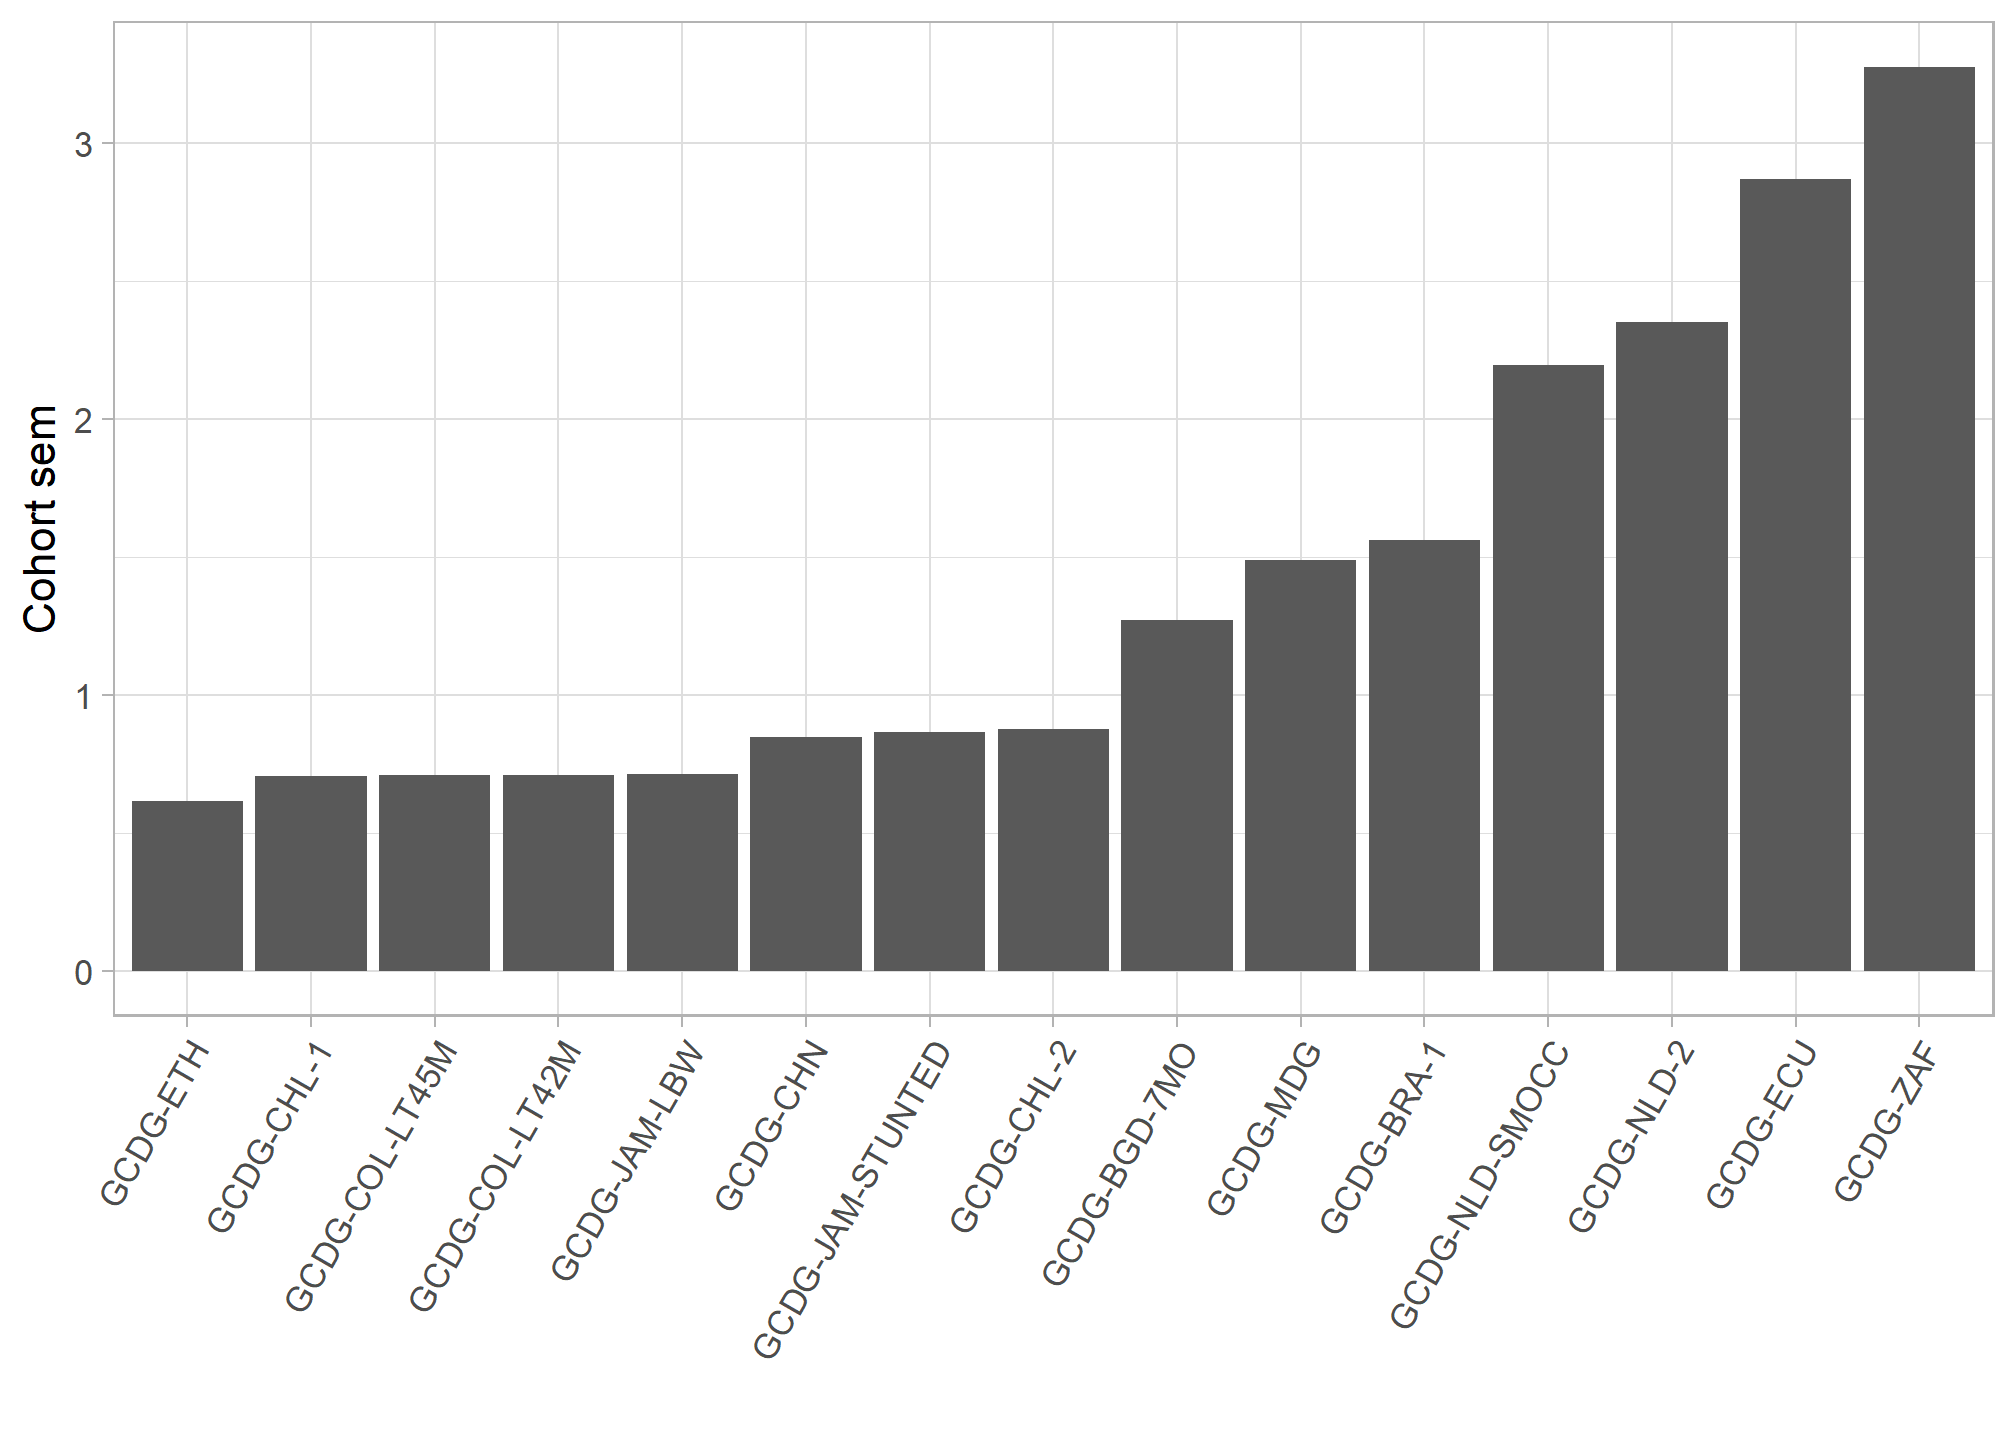 Cohort sem
3
2
1
0
GCDG-ETH
GCDG-CHL-1
GCDG-COL-LT45M
GCDG-COL-LT42M
GCDG-JAM-LBW
GCDG-CHN
GCDG-JAM-STUNTED
GCDG-CHL-2
GCDG-BGD-7MO
GCDG-MDG
GCDG-BRA-1
GCDG-NLD-SMOCC
GCDG-NLD-2
GCDG-ECU
GCDG-ZAF